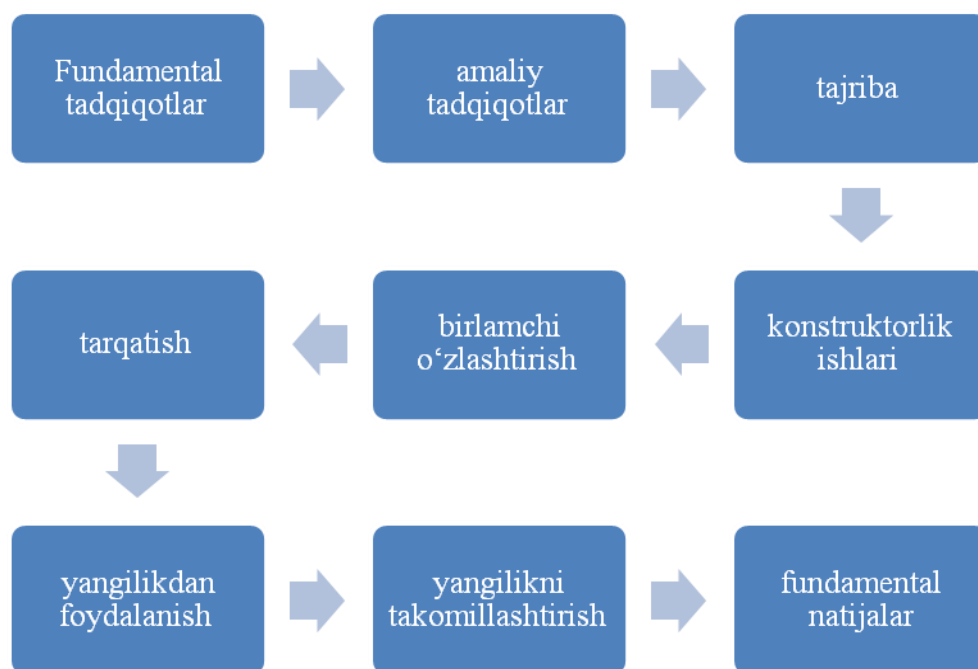 Fundamental
tadqiqotlar
amaliy
tadqiqotlar
tajriba
konstruktorlik
ishlari
birlamchi
o‘zlashtirish
tarqatish
yangilikdan
foydalanish
yangilikni
takomillashtirish
fundamental
natijalar